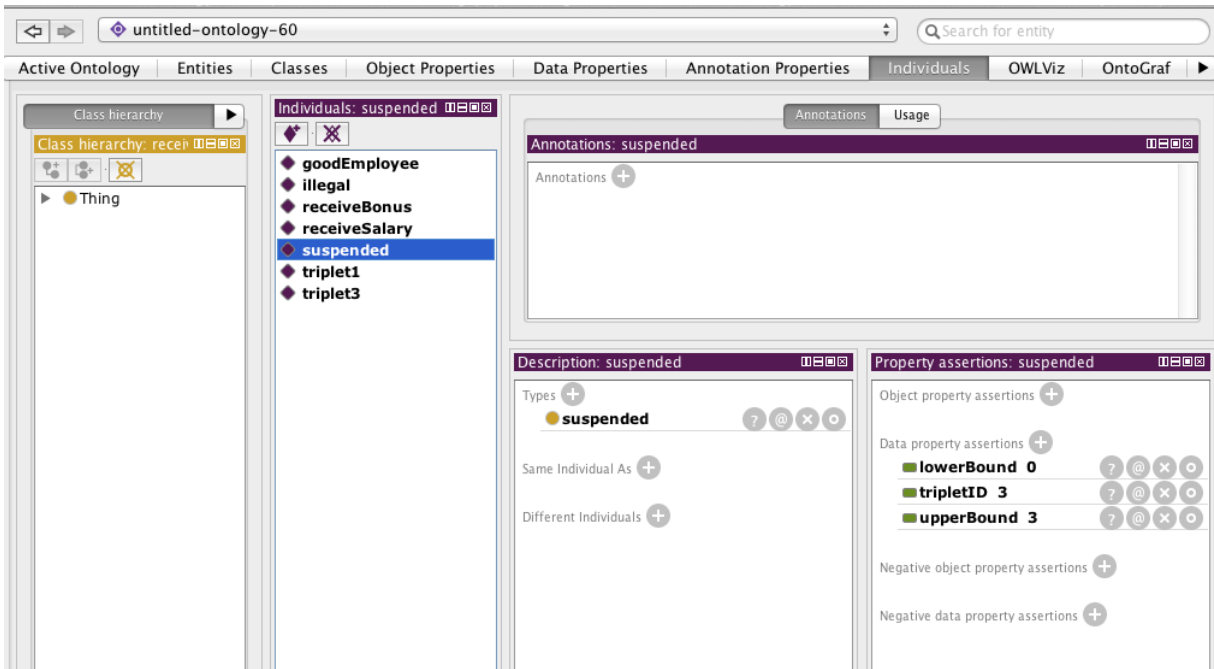 untitled-ontology-60
Search for entity
Active Ontology
Entities
Classes
Object Properties
Data Properties
Annotation Properties
Individuals
OWLViz
OntoGraf
Class hierarchy
Class hierarchy: recei
Thing
Individuals: suspended
goodEmployee
illegal
receiveBonus
receiveSalary
suspended
triplet1
triplet3
Annotations
Usage
Annotations: suspended
Annotations
Description: suspended
Types
suspended
Same Individual As
Different Individuals
Property assertions: suspended
Object property assertions
Data property assertions
lowerBound 0
tripletID 3
upperBound 3
Negative object property assertions
Negative data property assertions